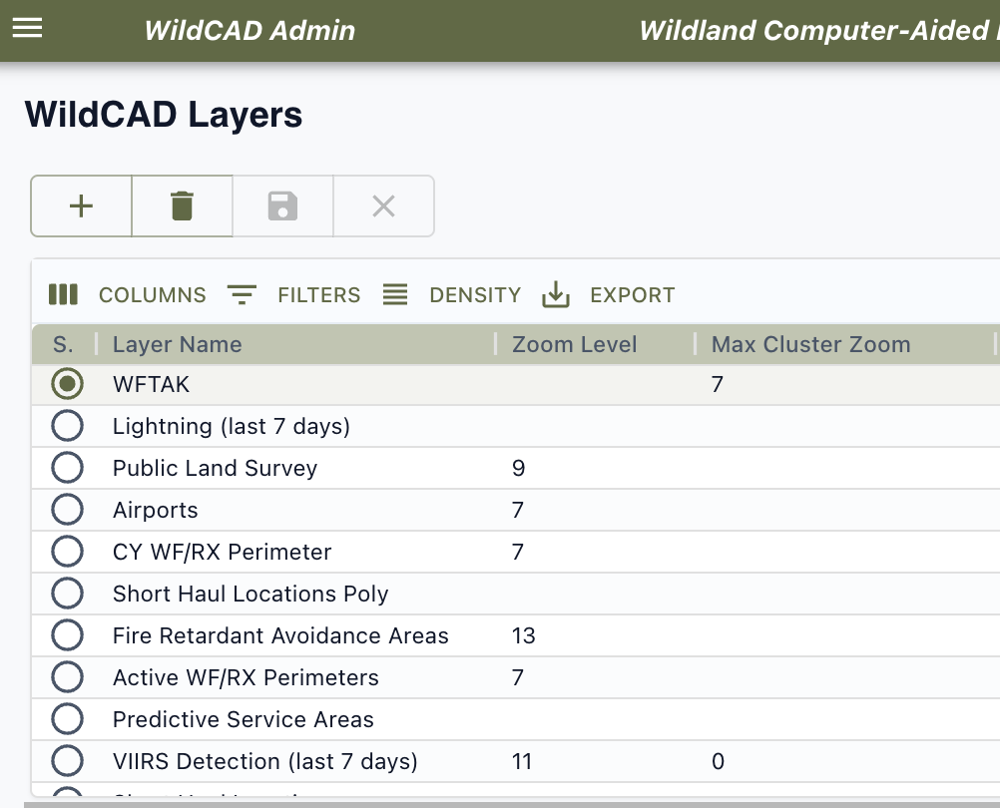 WildCAD Admin Wildland Computer-Aided
WildCAD Layers
COLUMNS FILTERS DENSITY EXPORT
S. Layer Name Zoom Level Max Cluster Zoom
WFTAK 7
Lightning (last 7 days)
Public Land Survey 9
Airports 7
CY WF/RX Perimeter 7
Short Haul Locations Poly
Fire Retardant Avoidance Areas 13
Active WF/RX Perimeters 7
Predictive Service Areas
VIIRS Detection (last 7 days) 11 0